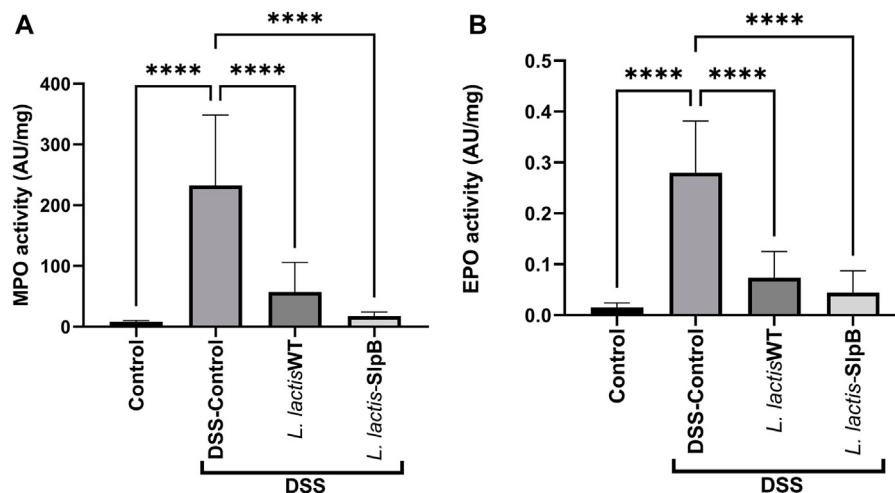 A
MPO activity (AU/mg)
400
300
200
100
0
****
****
****
Control
DSS-Control
L. lactisWT
L. lactis-SlpB
DSS
B
EPO activity (AU/mg)
0.5
0.4
0.3
0.2
0.1
0.0
****
****
****
Control
DSS-Control
L. lactisWT
L. lactis-SlpB
DSS